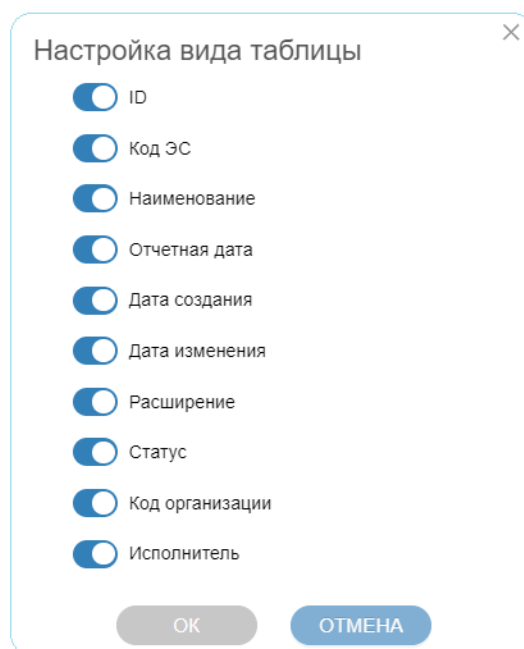 Настройка вида таблицы
ID
Код ЭС
Наименование
Отчетная дата
Дата создания
Дата изменения
Расширение
Статус
Код организации
Исполнитель
ОК
ОТМЕНА